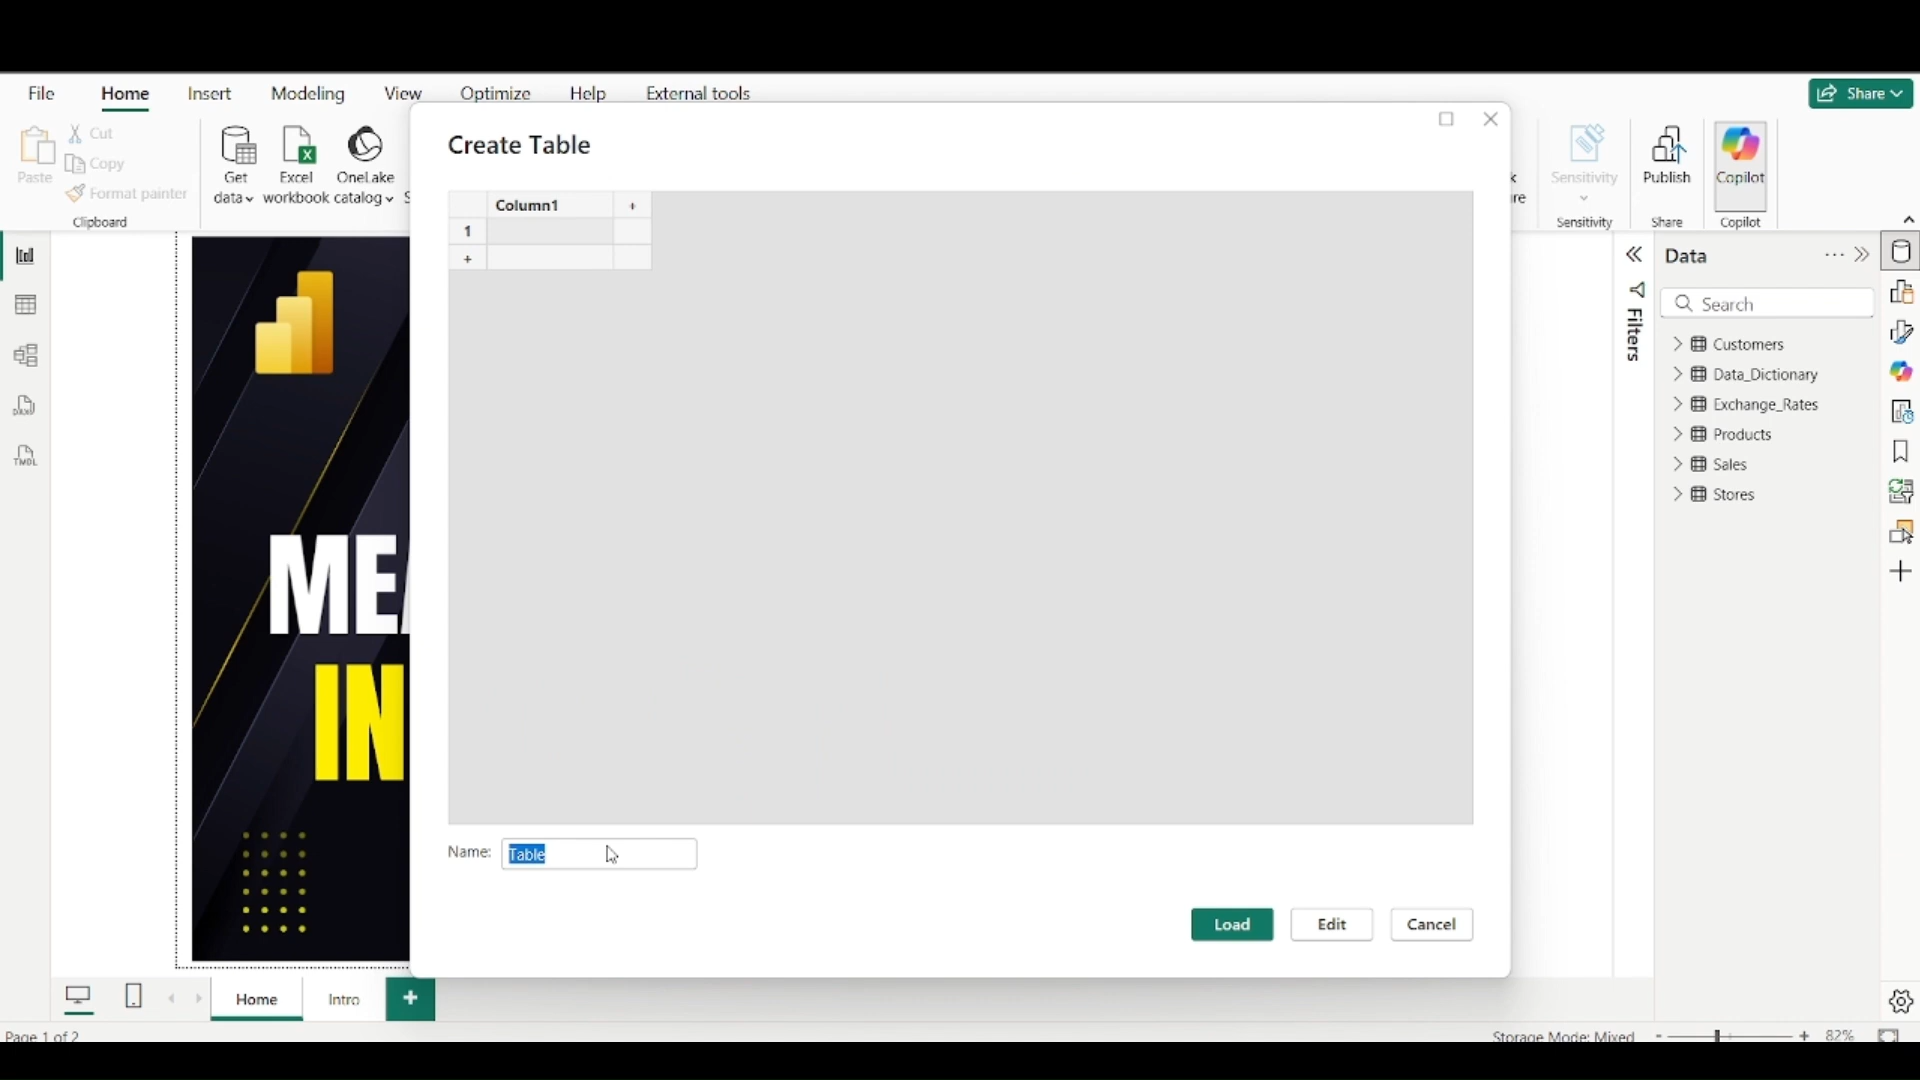 File Home Insert Modeling View Optimize Help External tools Share
Create Table
Paste
Cut
Copy
Format painter
Clipboard
Get data
Excel workbook
OneLake catalog
Sensitivity
Sensitivity
Publish
Share
Copilot
Copilot
Column1 +
1
+
MEA
IN
Name: Table
Load Edit Cancel
Filters
Data
Search
Customers
Data_Dictionary
Exchange_Rates
Products
Sales
Stores
DAX
TMDL
Home Intro +
Page 1 of 2
Storage Mode: Mixed - + 82%